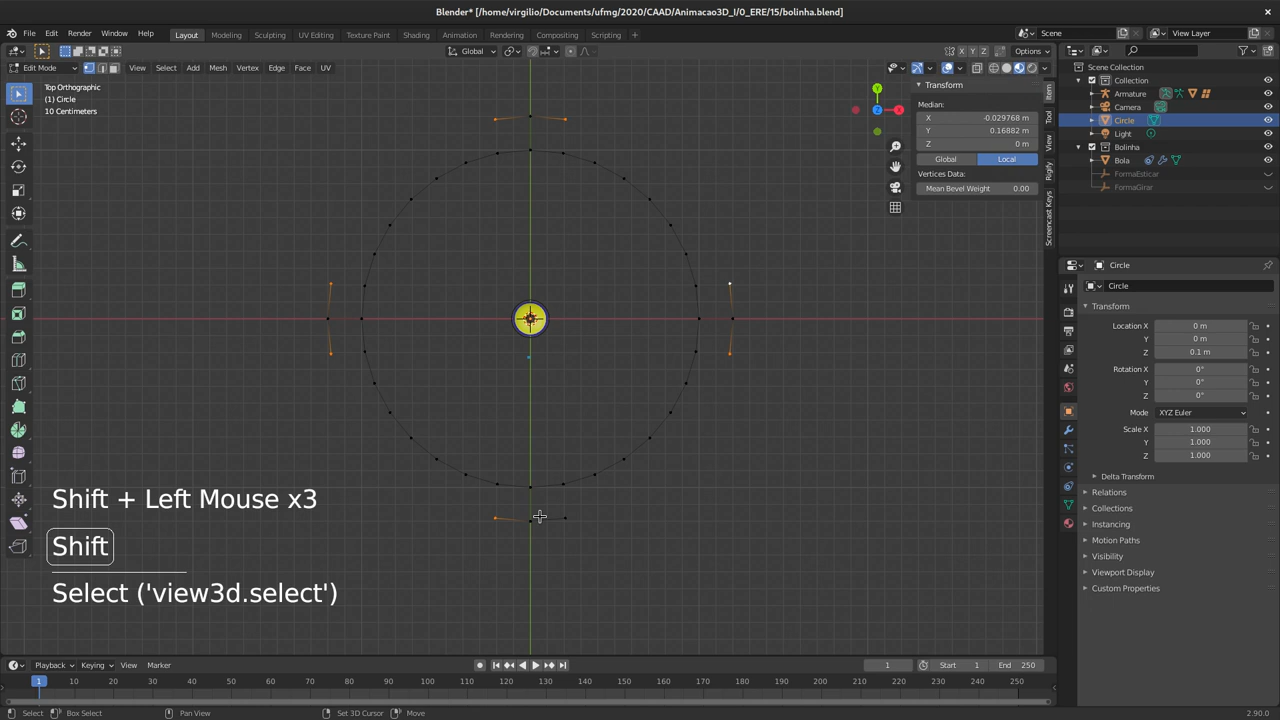 Blender* [/home/virgilio/Documents/ufmg/2020/CAAD/Animacao3D_I/0_ERE/15/bolinha.blend]
File Edit Render Window Help Layout Modeling Sculpting UV Editing Texture Paint Shading Animation Rendering Compositing Scripting + Scene View Layer
Global X Y Z Options
Edit Mode View Select Add Mesh Vertex Edge Face UV
Top Orthographic
(1) Circle
10 Centimeters
Y
Z
X
Transform
Median:
X -0.029768 m
Y 0.16882 m
Z 0 m
Global Local
Vertices Data:
Mean Bevel Weight 0.00
Item
Tool
View
Rigify
Screencast Keys
Scene Collection
Collection
Armature
Camera
Circle
Light
Bolinha
Bola
FormaEsticar
FormaGirar
Circle
Circle
Transform
Location X 0 m
Y 0 m
Z 0.1 m
Rotation X 0°
Y 0°
Z 0°
Mode XYZ Euler
Scale X 1.000
Y 1.000
Z 1.000
Delta Transform
Relations
Collections
Instancing
Motion Paths
Visibility
Viewport Display
Custom Properties
Shift + Left Mouse x3
Shift
Select ('view3d.select')
Playback Keying View Marker 1 Start 1 End 250
1 10 20 30 40 50 60 70 80 90 100 110 120 130 140 150 160 170 180 190 200 210 220 230 240 250
Select Box Select Pan View Set 3D Cursor Move 2.90.0